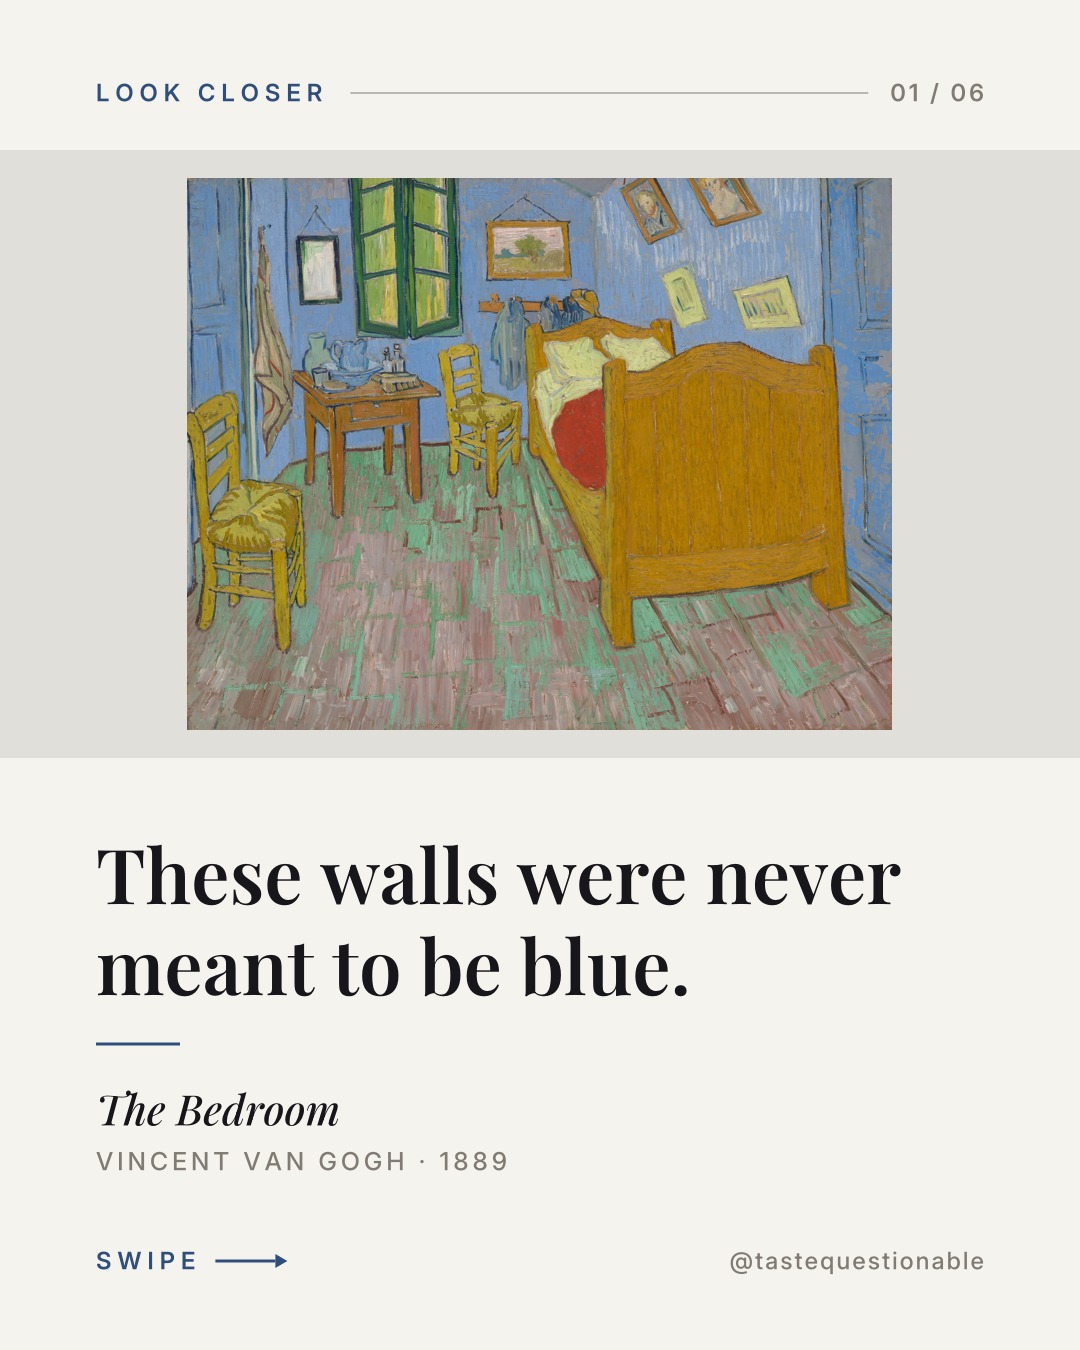 LOOK CLOSER 01 / 06
These walls were never
meant to be blue.
The Bedroom
VINCENT VAN GOGH · 1889
SWIPE
@tastequestionable